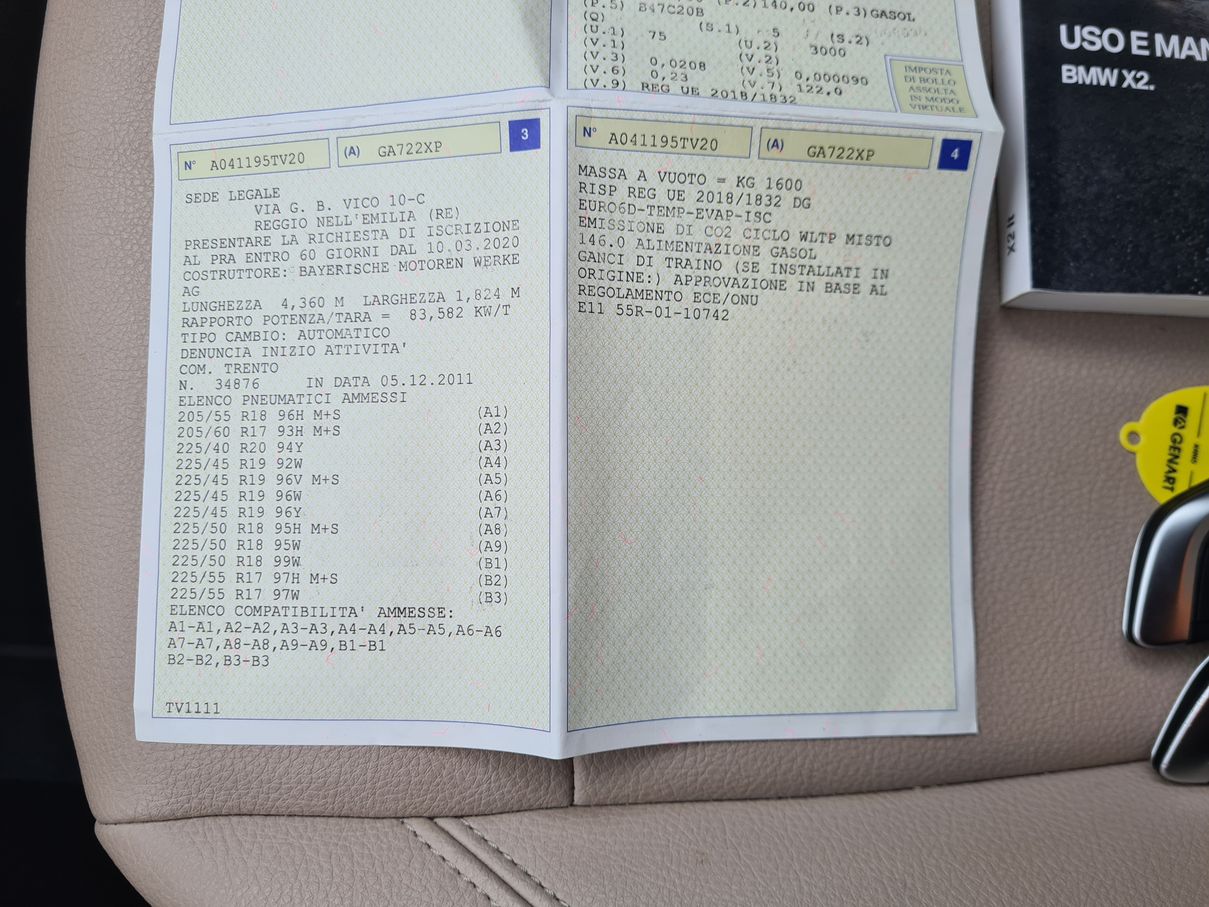 (P.2)140,00 (P.3)GASOL
(P.5) B47C20B
(Q) (S.1) 5 (S.2)
(U.1) 75 (U.2) 3000
(V.1) (V.2)
(V.3) 0,0208 (V.5) 0,000090
(V.6) 0,23 (V.7) 122,0
(V.9) REG UE 2018/1832
IMPOSTA
DI BOLLO
ASSOLTA
IN MODO
VIRTUALE
N° A041195TV20 (A) GA722XP 3
SEDE LEGALE
VIA G. B. VICO 10-C
REGGIO NELL'EMILIA (RE)
PRESENTARE LA RICHIESTA DI ISCRIZIONE
AL PRA ENTRO 60 GIORNI DAL 10.03.2020
COSTRUTTORE: BAYERISCHE MOTOREN WERKE
AG
LUNGHEZZA 4,360 M LARGHEZZA 1,824 M
RAPPORTO POTENZA/TARA = 83,582 KW/T
TIPO CAMBIO: AUTOMATICO
DENUNCIA INIZIO ATTIVITA'
COM. TRENTO
N. 34876 IN DATA 05.12.2011
ELENCO PNEUMATICI AMMESSI
205/55 R18 96H M+S (A1)
205/60 R17 93H M+S (A2)
225/40 R20 94Y (A3)
225/45 R19 92W (A4)
225/45 R19 96V M+S (A5)
225/45 R19 96W (A6)
225/45 R19 96Y (A7)
225/50 R18 95H M+S (A8)
225/50 R18 95W (A9)
225/50 R18 99W (B1)
225/55 R17 97H M+S (B2)
225/55 R17 97W (B3)
ELENCO COMPATIBILITA' AMMESSE:
A1-A1,A2-A2,A3-A3,A4-A4,A5-A5,A6-A6
A7-A7,A8-A8,A9-A9,B1-B1
B2-B2,B3-B3
TV1111
N° A041195TV20 (A) GA722XP 4
MASSA A VUOTO = KG 1600
RISP REG UE 2018/1832 DG
EURO6D-TEMP-EVAP-ISC
EMISSIONE DI CO2 CICLO WLTP MISTO
146.0 ALIMENTAZIONE GASOL
GANCI DI TRAINO (SE INSTALLATI IN
ORIGINE:) APPROVAZIONE IN BASE AL
REGOLAMENTO ECE/ONU
E11 55R-01-10742
USO E MAN
BMW X2.
X2 II
GENART